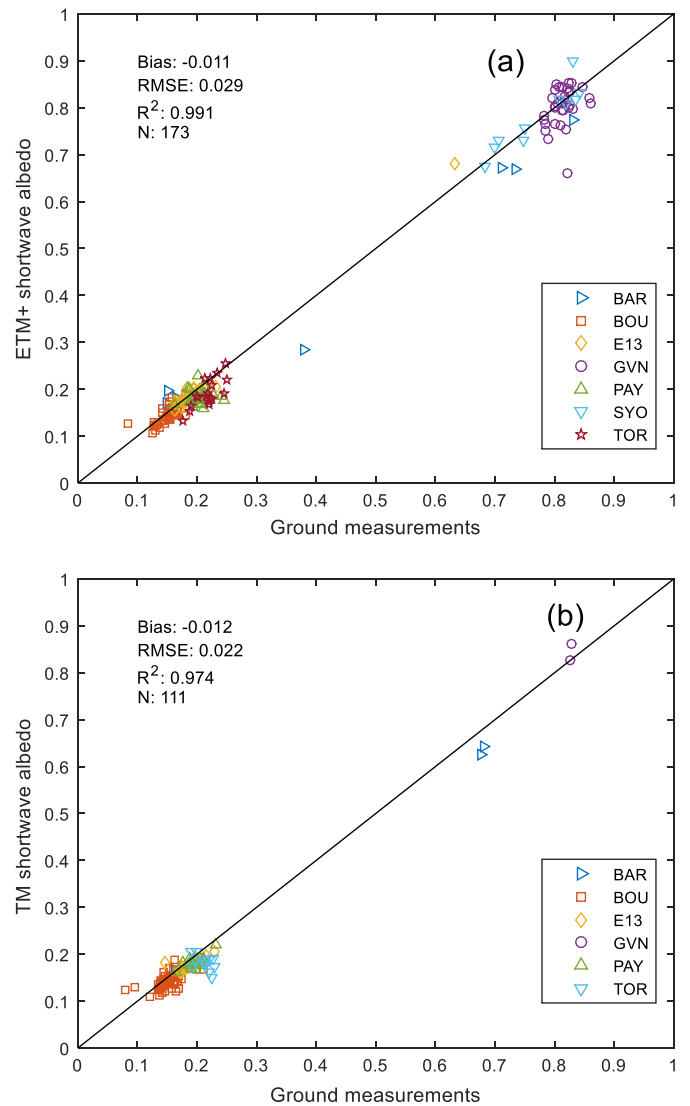 1
0.9
0.8
0.7
0.6
0.5
0.4
0.3
0.2
0.1
0
ETM+ shortwave albedo
Bias: -0.011
RMSE: 0.029
R²: 0.991
N: 173
(a)
BAR
BOU
E13
GVN
PAY
SYO
TOR
0 0.1 0.2 0.3 0.4 0.5 0.6 0.7 0.8 0.9 1
Ground measurements
1
0.9
0.8
0.7
0.6
0.5
0.4
0.3
0.2
0.1
0
TM shortwave albedo
Bias: -0.012
RMSE: 0.022
R²: 0.974
N: 111
(b)
BAR
BOU
E13
GVN
PAY
TOR
0 0.1 0.2 0.3 0.4 0.5 0.6 0.7 0.8 0.9 1
Ground measurements